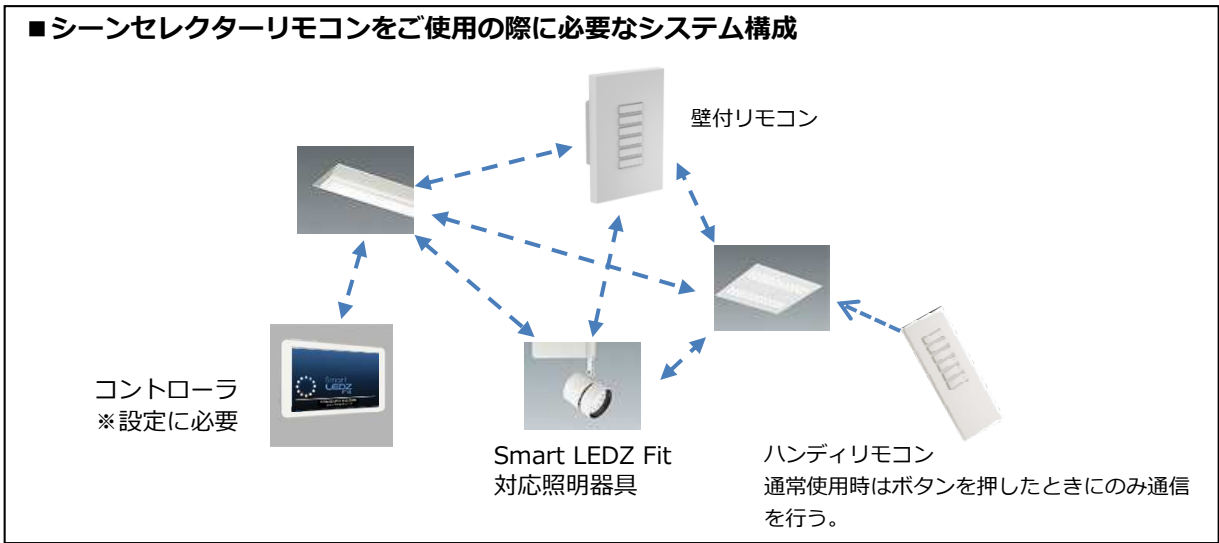 ■シーンセレクターリモコンをご使用の際に必要なシステム構成
壁付リモコン
コントローラ
※設定に必要
Smart
LEDZ
Fit
Smart LEDZ Fit
対応照明器具
ハンディリモコン
通常使用時はボタンを押したときにのみ通信
を行う。